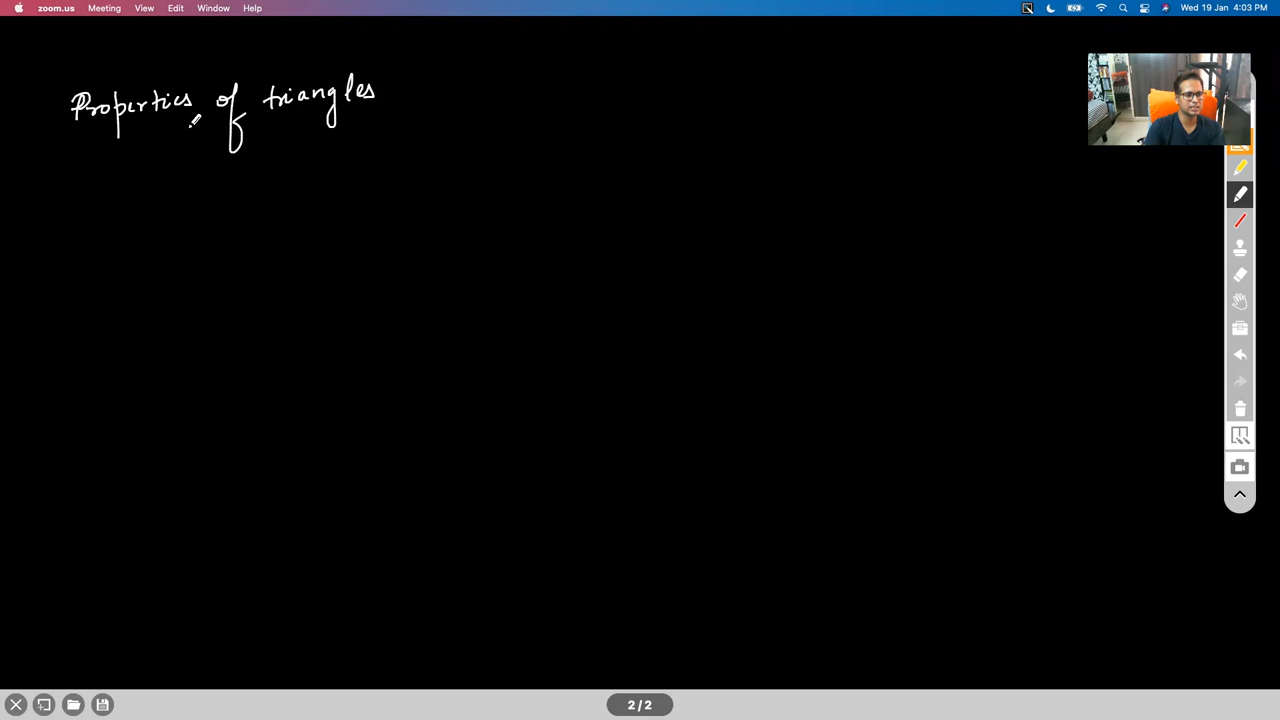 zoom.us Meeting View Edit Window Help Wed 19 Jan 4:03 PM
Properties of triangles
2/2